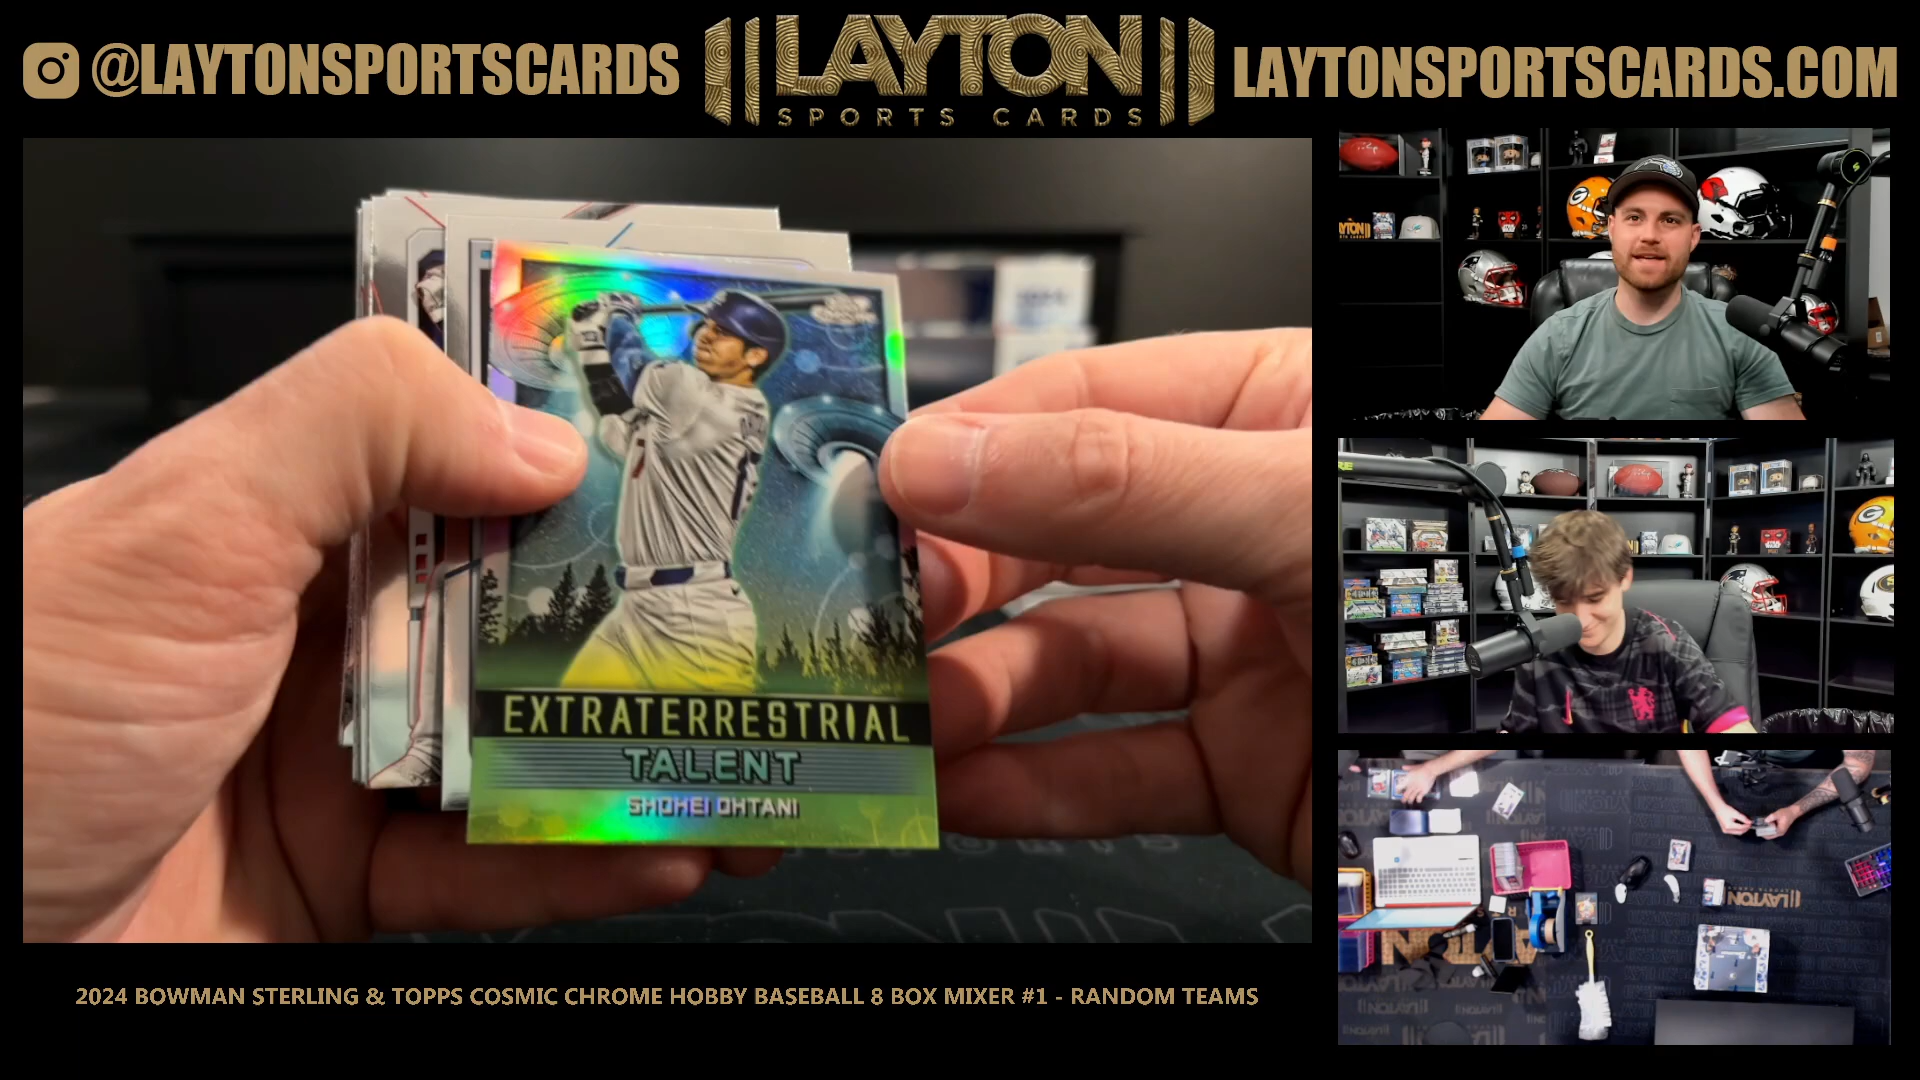 @LAYTONSPORTSCARDS
LAYTON
SPORTS CARDS
LAYTONSPORTSCARDS.COM
EXTRATERRESTRIAL
TALENT
SHOHEI OHTANI
2024 BOWMAN STERLING & TOPPS COSMIC CHROME HOBBY BASEBALL 8 BOX MIXER #1 - RANDOM TEAMS